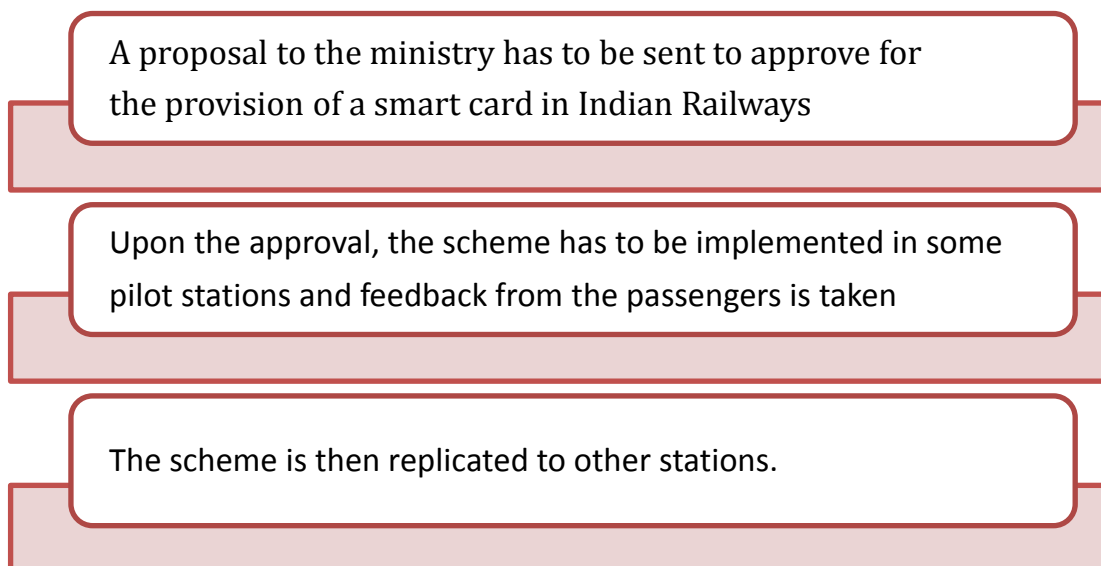 A proposal to the ministry has to be sent to approve for
the provision of a smart card in Indian Railways
Upon the approval, the scheme has to be implemented in some
pilot stations and feedback from the passengers is taken
The scheme is then replicated to other stations.